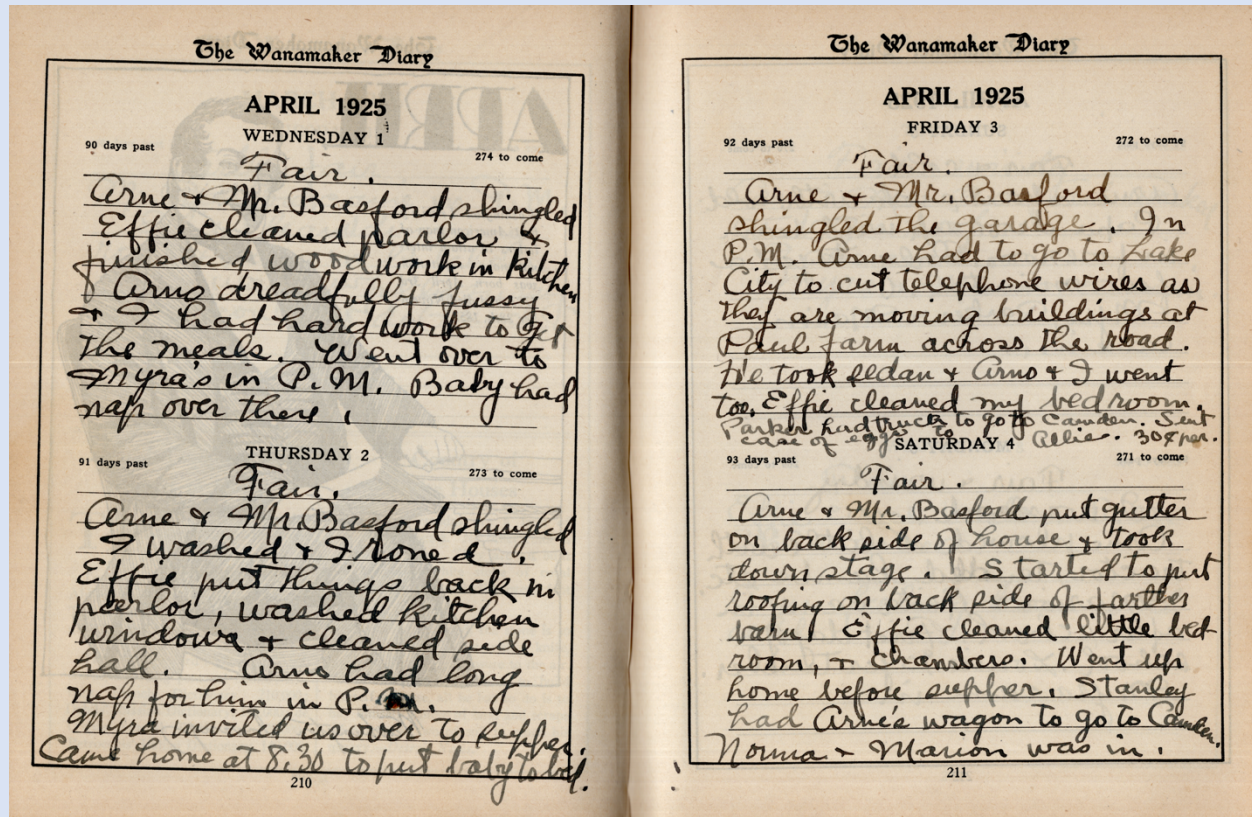 The Wanamaker Diary
APRIL 1925
WEDNESDAY 1
90 days past
274 to come
Fair.
Arne & Mr. Basford shingled
Effie cleaned parlor &
finished woodwork in kitchen
Arno dreadfully fussy
& I had hard work to get
the meals. Went over to
Myra's in P.M. Baby had
nap over there.
THURSDAY 2
91 days past
273 to come
Fair.
Arne & Mr. Basford shingled
I washed & Ironed.
Effie put things back in
parlor, washed kitchen
windows & cleaned side
hall. Arno had long
nap for him in P.M.
Myra invited us over to supper.
Came home at 8.30 to put baby to bed.
210
The Wanamaker Diary
APRIL 1925
FRIDAY 3
92 days past
272 to come
Fair.
Arne & Mr. Basford
shingled the garage. In
P.M. Arne had to go to Lake
City to cut telephone wires as
they are moving buildings at
Paul farm across the road.
He took sedan & Arno & I went
too. Effie cleaned my bedroom.
Parker had truck to go to Camden. Sent
case of eggs to Allie. 30¢ per.
SATURDAY 4
93 days past
271 to come
Fair.
Arne & Mr. Basford put gutter
on back side of house & took
down stage. Started to put
roofing on back side of farther
barn. Effie cleaned little bed
room, & chambers. Went up
home before supper. Stanley
had Arne's wagon to go to Camden.
Norma & Marion was in.
211